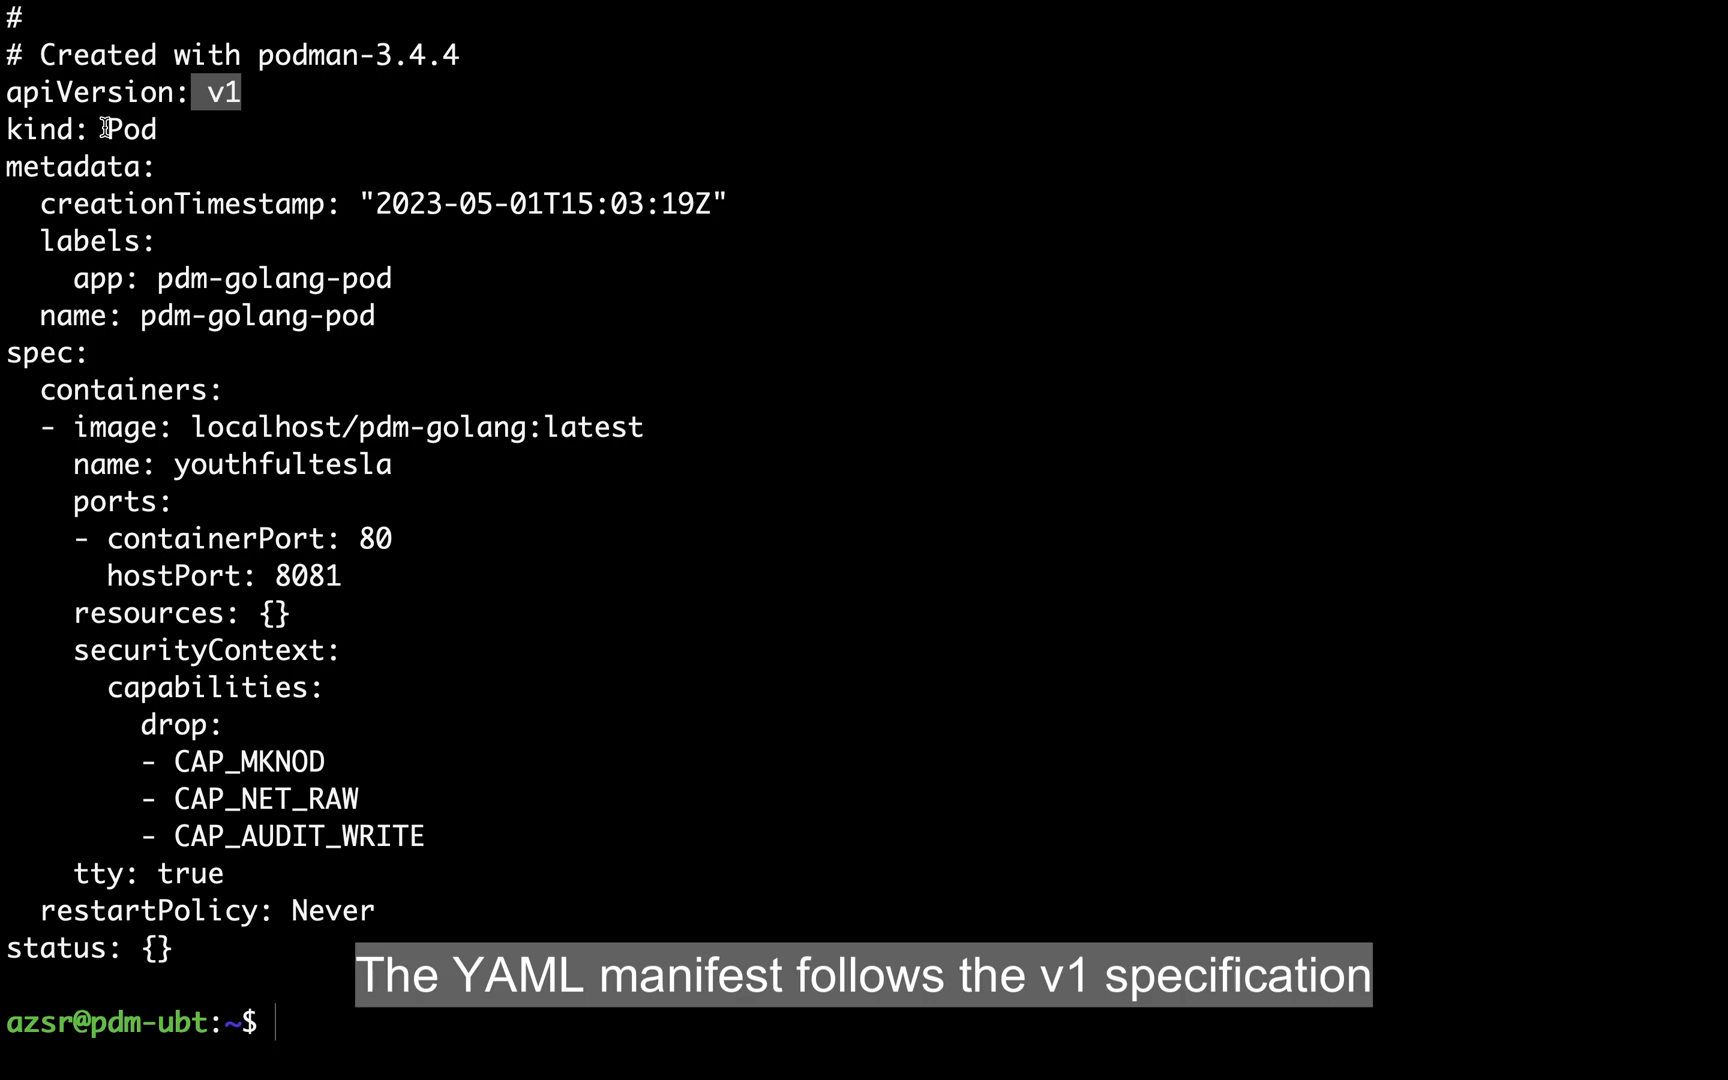 #
# Created with podman-3.4.4
apiVersion: v1
kind: Pod
metadata:
  creationTimestamp: "2023-05-01T15:03:19Z"
  labels:
    app: pdm-golang-pod
  name: pdm-golang-pod
spec:
  containers:
  - image: localhost/pdm-golang:latest
    name: youthfultesla
    ports:
    - containerPort: 80
      hostPort: 8081
    resources: {}
    securityContext:
      capabilities:
        drop:
        - CAP_MKNOD
        - CAP_NET_RAW
        - CAP_AUDIT_WRITE
    tty: true
  restartPolicy: Never
status: {}
The YAML manifest follows the v1 specification
azsr@pdm-ubt:~$